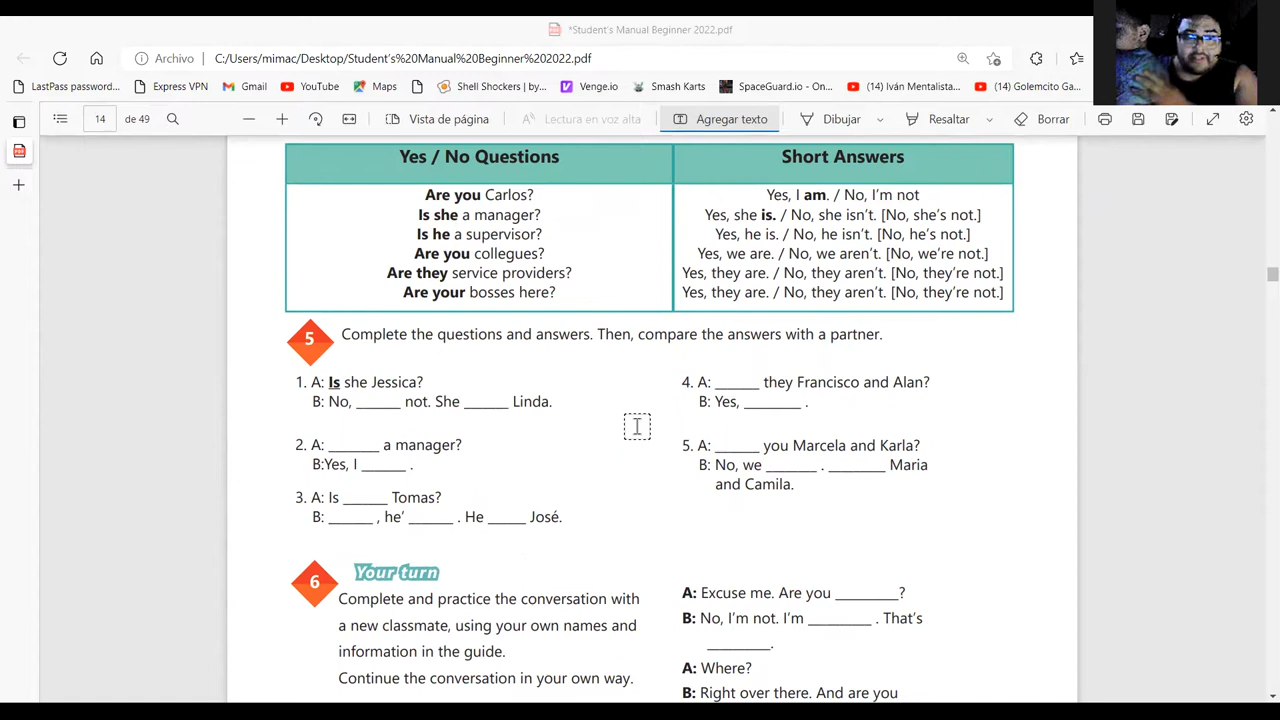 *Student's Manual Beginner 2022.pdf
Archivo C:/Users/mimac/Desktop/Student's%20Manual%20Beginner%202022.pdf
LastPass password... Express VPN Gmail YouTube Maps Shell Shockers | by... Venge.io Smash Karts SpaceGuard.io - On... (14) Iván Mentalista... (14) Golemcito Ga...
14 de 49 Vista de página Lectura en voz alta Agregar texto Dibujar Resaltar Borrar
Yes / No Questions Short Answers
Are you Carlos? Yes, I am. / No, I'm not
Is she a manager? Yes, she is. / No, she isn't. [No, she's not.]
Is he a supervisor? Yes, he is. / No, he isn't. [No, he's not.]
Are you collegues? Yes, we are. / No, we aren't. [No, we're not.]
Are they service providers? Yes, they are. / No, they aren't. [No, they're not.]
Are your bosses here? Yes, they are. / No, they aren't. [No, they're not.]
5 Complete the questions and answers. Then, compare the answers with a partner.
1. A: Is she Jessica?
B: No, ______ not. She ______ Linda.
2. A: _______ a manager?
B:Yes, I ______ .
3. A: Is ______ Tomas?
B: ______ , he' ______ . He _____ José.
4. A: ______ they Francisco and Alan?
B: Yes, ________ .
5. A: ______ you Marcela and Karla?
B: No, we _______ . ________ Maria
and Camila.
6 Your turn
Complete and practice the conversation with
a new classmate, using your own names and
information in the guide.
Continue the conversation in your own way.
A: Excuse me. Are you _________?
B: No, I'm not. I'm _________ . That's
_________.
A: Where?
B: Right over there. And are you